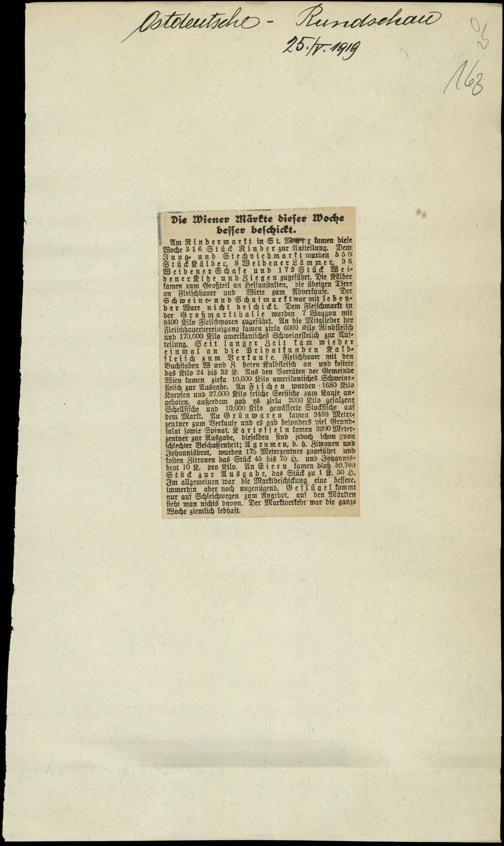 Ostdeutsche - Rundschau
25./V. 1919
163
Die Wiener Märkte dieser Woche
besser beschickt.
Am Rindermarkt in St. Marx kamen diese
Woche 316 Stück Rinder zur Aufteilung. Dem
Jung- und Stechviehmarkt wurden 550
Stück Kälber, 8 Weidener Lämmer, 96
Weidener Schafe und 172 Stück Wei-
dener Kitze und Ziegen zugeführt. Die Kälber
kamen zum Großteil an Heilanstalten, die übrigen Tiere
an Fleischhauer und Wirte zum Abverkaufe. Der
Schweine- und Schafmarkt war mit leben-
der Ware nicht beschickt. Dem Fleischmarkt in
der Großmarkthalle wurden 7 Waggon mit
8400 Kilo Fleischwaren zugeführt. An die Mitglieder der
Fleischhauervereinigung kamen zirka 6000 Kilo Rindfleisch
und 170,000 Kilo amerikanisches Schweinefleisch zur Auf-
teilung. Seit langer Zeit kam wieder
einmal an die Privatkunden Kalb-
fleisch zum Verkaufe. Fleischhauer mit den
Buchstaben W und Z boten Kalbfleisch an und kostete
das Kilo 24 bis 32 K. Aus den Vorräten der Gemeinde
Wien kamen zirka 10,000 Kilo amerikanisches Schweine-
fleisch zur Ausgabe. An Fischen wurden 1680 Kilo
Karpfen und 27,000 Kilo frische Seefische zum Kaufe an-
geboten, außerdem gab es zirka 2000 Kilo gesalzene
Schellfische und 10,000 Kilo gewässerte Stockfische auf
dem Markt. An Grünwaren kamen 9469 Meter-
zentner zum Verkaufe und es gab besonders viel Grund-
salat sowie Spinat. Kartoffeln kamen 3200 Meter-
zentner zur Ausgabe, dieselben sind jedoch schon von
schlechter Beschaffenheit; Agrumen, d. h. Zitronen und
Johannisbrot, wurden 175 Meterzentner zugeführt und
kosten Zitronen das Stück 45 bis 70 H. und Johannis-
brot 10 K. pro Kilo. An Eiern kamen bloß 59,760
Stück zur Ausgabe, das Stück zu 1 K. 30 H.
Im allgemeinen war die Marktbeschickung eine bessere,
immerhin aber noch ungenügend. Geflügel kommt
nur auf Schleichwegen zum Angebot, auf den Märkten
sieht man nichts davon. Der Marktverkehr war die ganze
Woche ziemlich lebhaft.